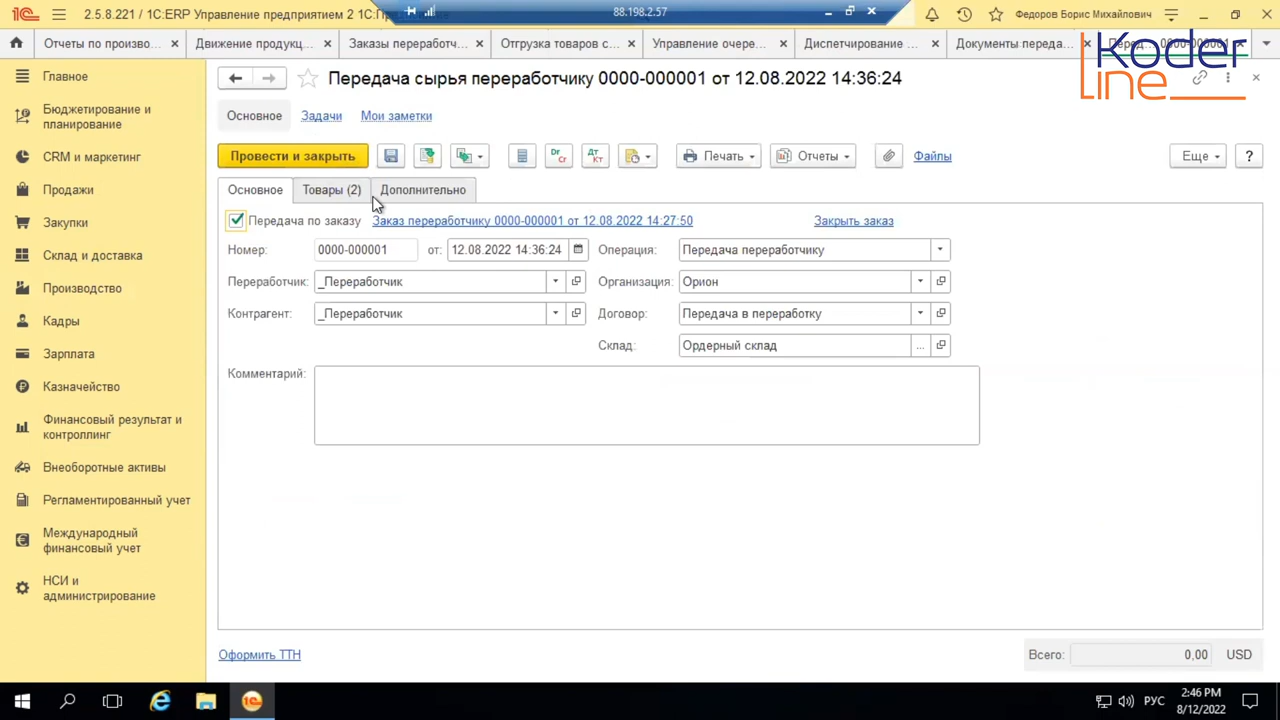 88.198.2.57
2.5.8.221 / 1С:ERP Управление предприятием 2 1С:Пр
Федоров Борис Михайлович
Отчеты по произво...
Движение продукц...
Заказы переработч...
Отгрузка товаров с...
Управление очере...
Диспетчирование ...
Документы переда...
Koder
line
Главное
Бюджетирование и
планирование
CRM и маркетинг
Продажи
Закупки
Склад и доставка
Производство
Кадры
Зарплата
Казначейство
Финансовый результат и
контроллинг
Внеоборотные активы
Регламентированный учет
Международный
финансовый учет
НСИ и
администрирование
Передача сырья переработчику 0000-000001 от 12.08.2022 14:36:24
Основное Задачи Мои заметки
Провести и закрыть Dr Cr Дт Кт Печать Отчеты Файлы Еще ?
Основное Товары (2) Дополнительно
Передача по заказу Заказ переработчику 0000-000001 от 12.08.2022 14:27:50 Закрыть заказ
Номер: 0000-000001 от: 12.08.2022 14:36:24 Операция: Передача переработчику
Переработчик: _Переработчик Организация: Орион
Контрагент: _Переработчик Договор: Передача в переработку
Склад: Ордерный склад ...
Комментарий:
Оформить ТТН Всего: 0,00 USD
РУС
2:46 PM
8/12/2022